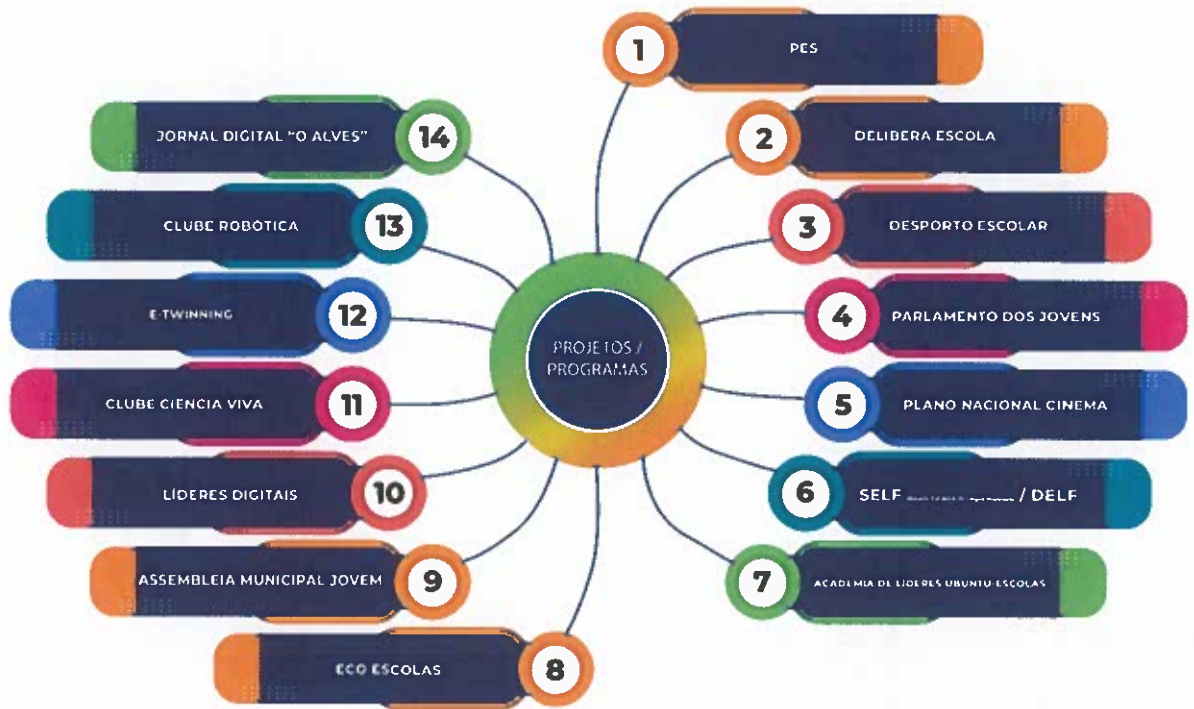 PROJETOS /
PROGRAMAS
1
PES
2
DELIBERA ESCOLA
3
DESPORTO ESCOLAR
4
PARLAMENTO DOS JOVENS
5
PLANO NACIONAL CINEMA
6
SELF / DELF
7
ACADEMIA DE LÍDERES UBUNTU-ESCOLAS
8
ECO ESCOLAS
9
ASSEMBLEIA MUNICIPAL JOVEM
10
LÍDERES DIGITAIS
11
CLUBE CIENCIA VIVA
12
E-TWINNING
13
CLUBE ROBÓTICA
14
JORNAL DIGITAL "O ALVES"